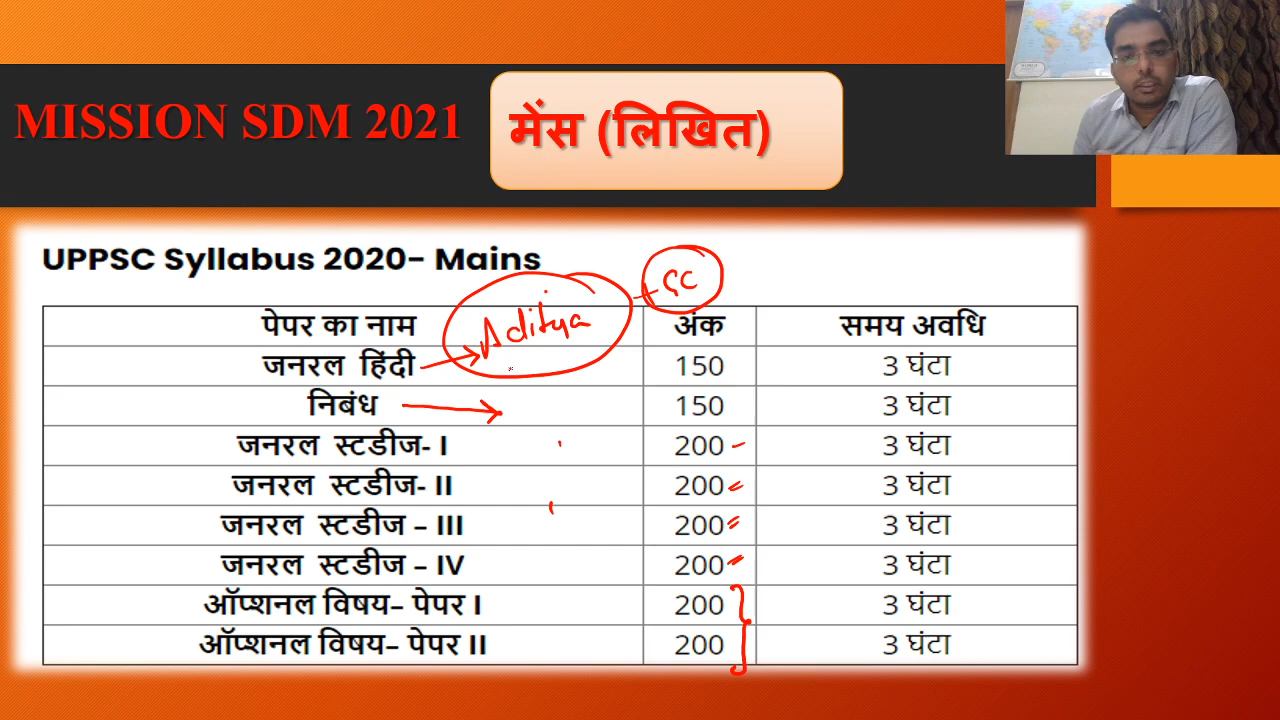 MISSION SDM 2021
मेंस (लिखित)
UPPSC Syllabus 2020- Mains
+ GC
Aditya
पेपर का नाम अंक समय अवधि
जनरल हिंदी 150 3 घंटा
निबंध 150 3 घंटा
जनरल स्टडीज- I 200 3 घंटा
जनरल स्टडीज- II 200 3 घंटा
जनरल स्टडीज – III 200 3 घंटा
जनरल स्टडीज – IV 200 3 घंटा
ऑप्शनल विषय– पेपर I 200 3 घंटा
ऑप्शनल विषय– पेपर II 200 3 घंटा